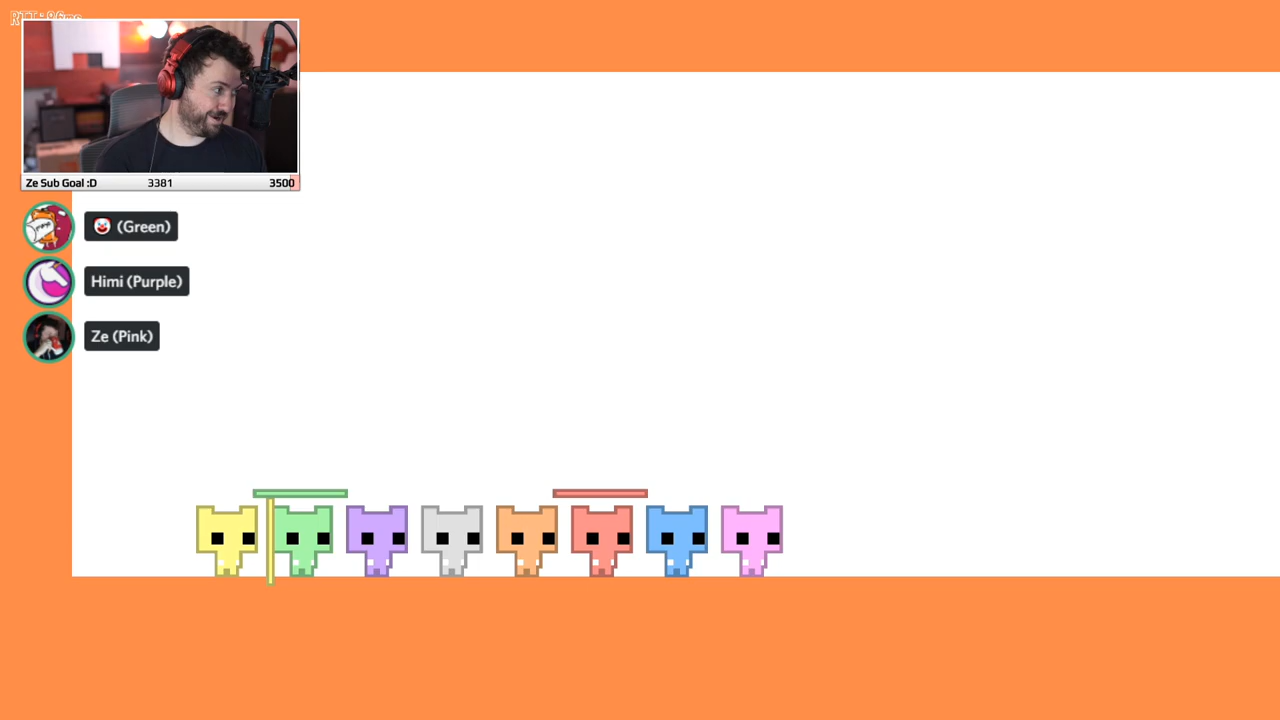 Ze Sub Goal :D 3381 3500
🤡 (Green)
Himi (Purple)
Ze (Pink)